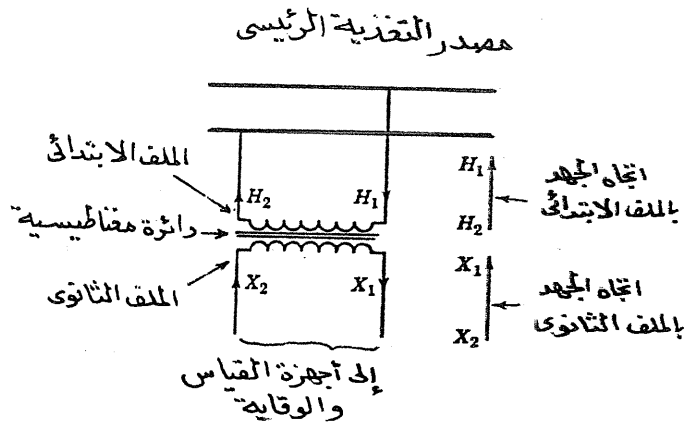 مصدر التغذية الرئيسى
الملف الابتدائى
دائرة مغناطيسية
الملف الثانوى
H₂
H₁
X₂
X₁
H₁
H₂
X₁
X₂
اتجاه الجهد
بالملف الابتدائى
اتجاه الجهد
بالملف الثانوى
إلى أجهزة القياس
والوقاية